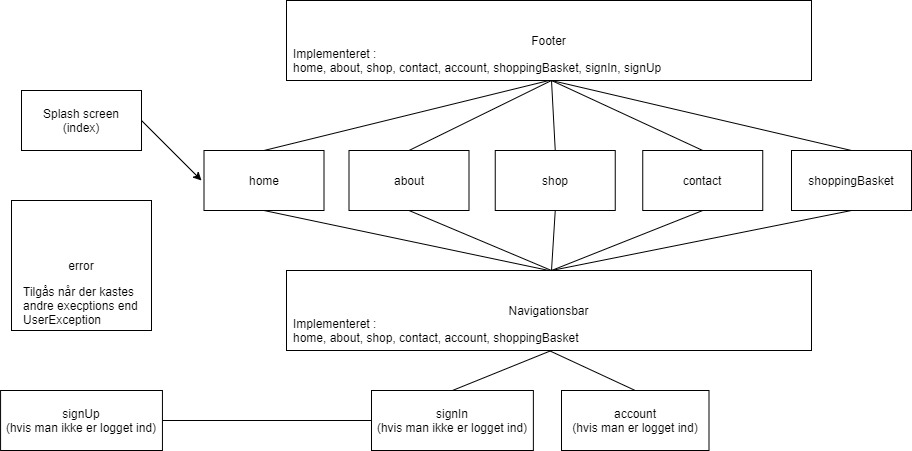 Footer
Implementeret :
home, about, shop, contact, account, shoppingBasket, signIn, signUp
Splash screen
(index)
home
about
shop
contact
shoppingBasket
error
Tilgås når der kastes
andre execptions end
UserException
Navigationsbar
Implementeret :
home, about, shop, contact, account, shoppingBasket
signUp
(hvis man ikke er logget ind)
signIn
(hvis man ikke er logget ind)
account
(hvis man er logget ind)